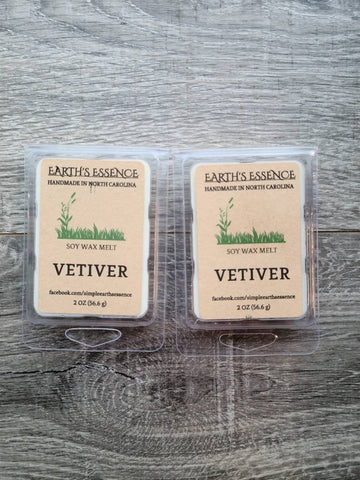 EARTH'S ESSENCE
HANDMADE IN NORTH CAROLINA
SOY WAX MELT
VETIVER
facebook.com/simpleearthessence
2 OZ (56.6 g)
EARTH'S ESSENCE
HANDMADE IN NORTH CAROLINA
SOY WAX MELT
VETIVER
facebook.com/simpleearthessence
2 OZ (56.6 g)